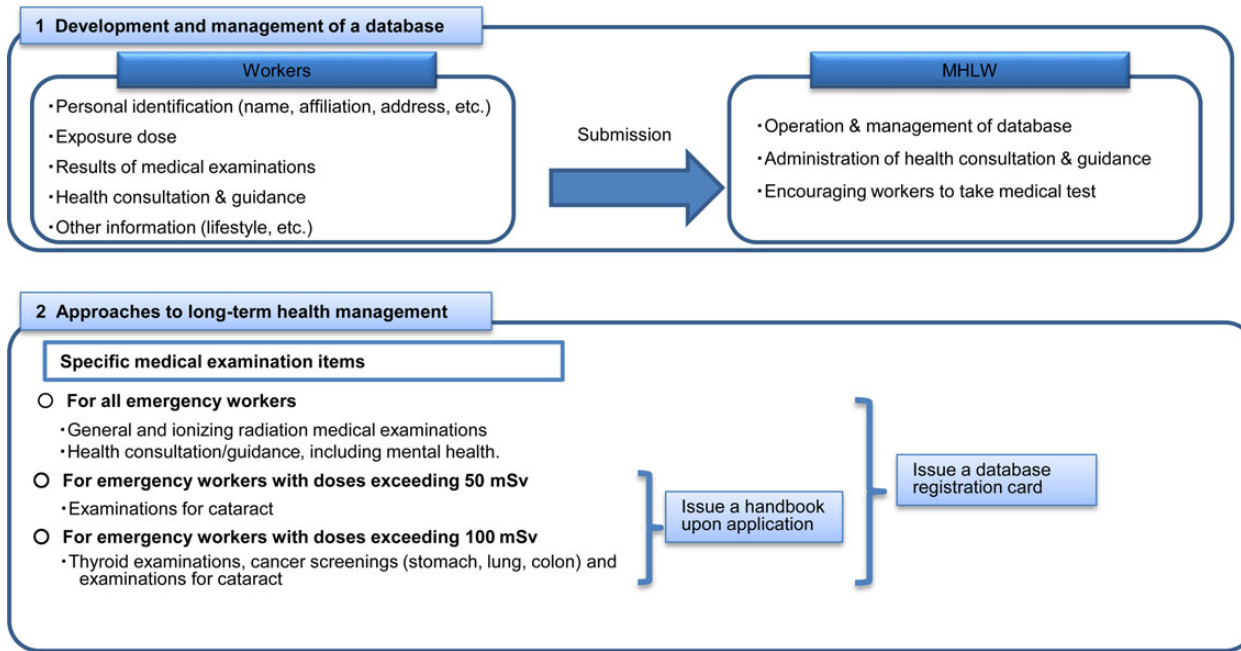 1 Development and management of a database
Workers
・Personal identification (name, affiliation, address, etc.)
・Exposure dose
・Results of medical examinations
・Health consultation & guidance
・Other information (lifestyle, etc.)
Submission
MHLW
・Operation & management of database
・Administration of health consultation & guidance
・Encouraging workers to take medical test
2 Approaches to long-term health management
Specific medical examination items
○ For all emergency workers
・General and ionizing radiation medical examinations
・Health consultation/guidance, including mental health.
○ For emergency workers with doses exceeding 50 mSv
・Examinations for cataract
○ For emergency workers with doses exceeding 100 mSv
・Thyroid examinations, cancer screenings (stomach, lung, colon) and
examinations for cataract
Issue a handbook
upon application
Issue a database
registration card